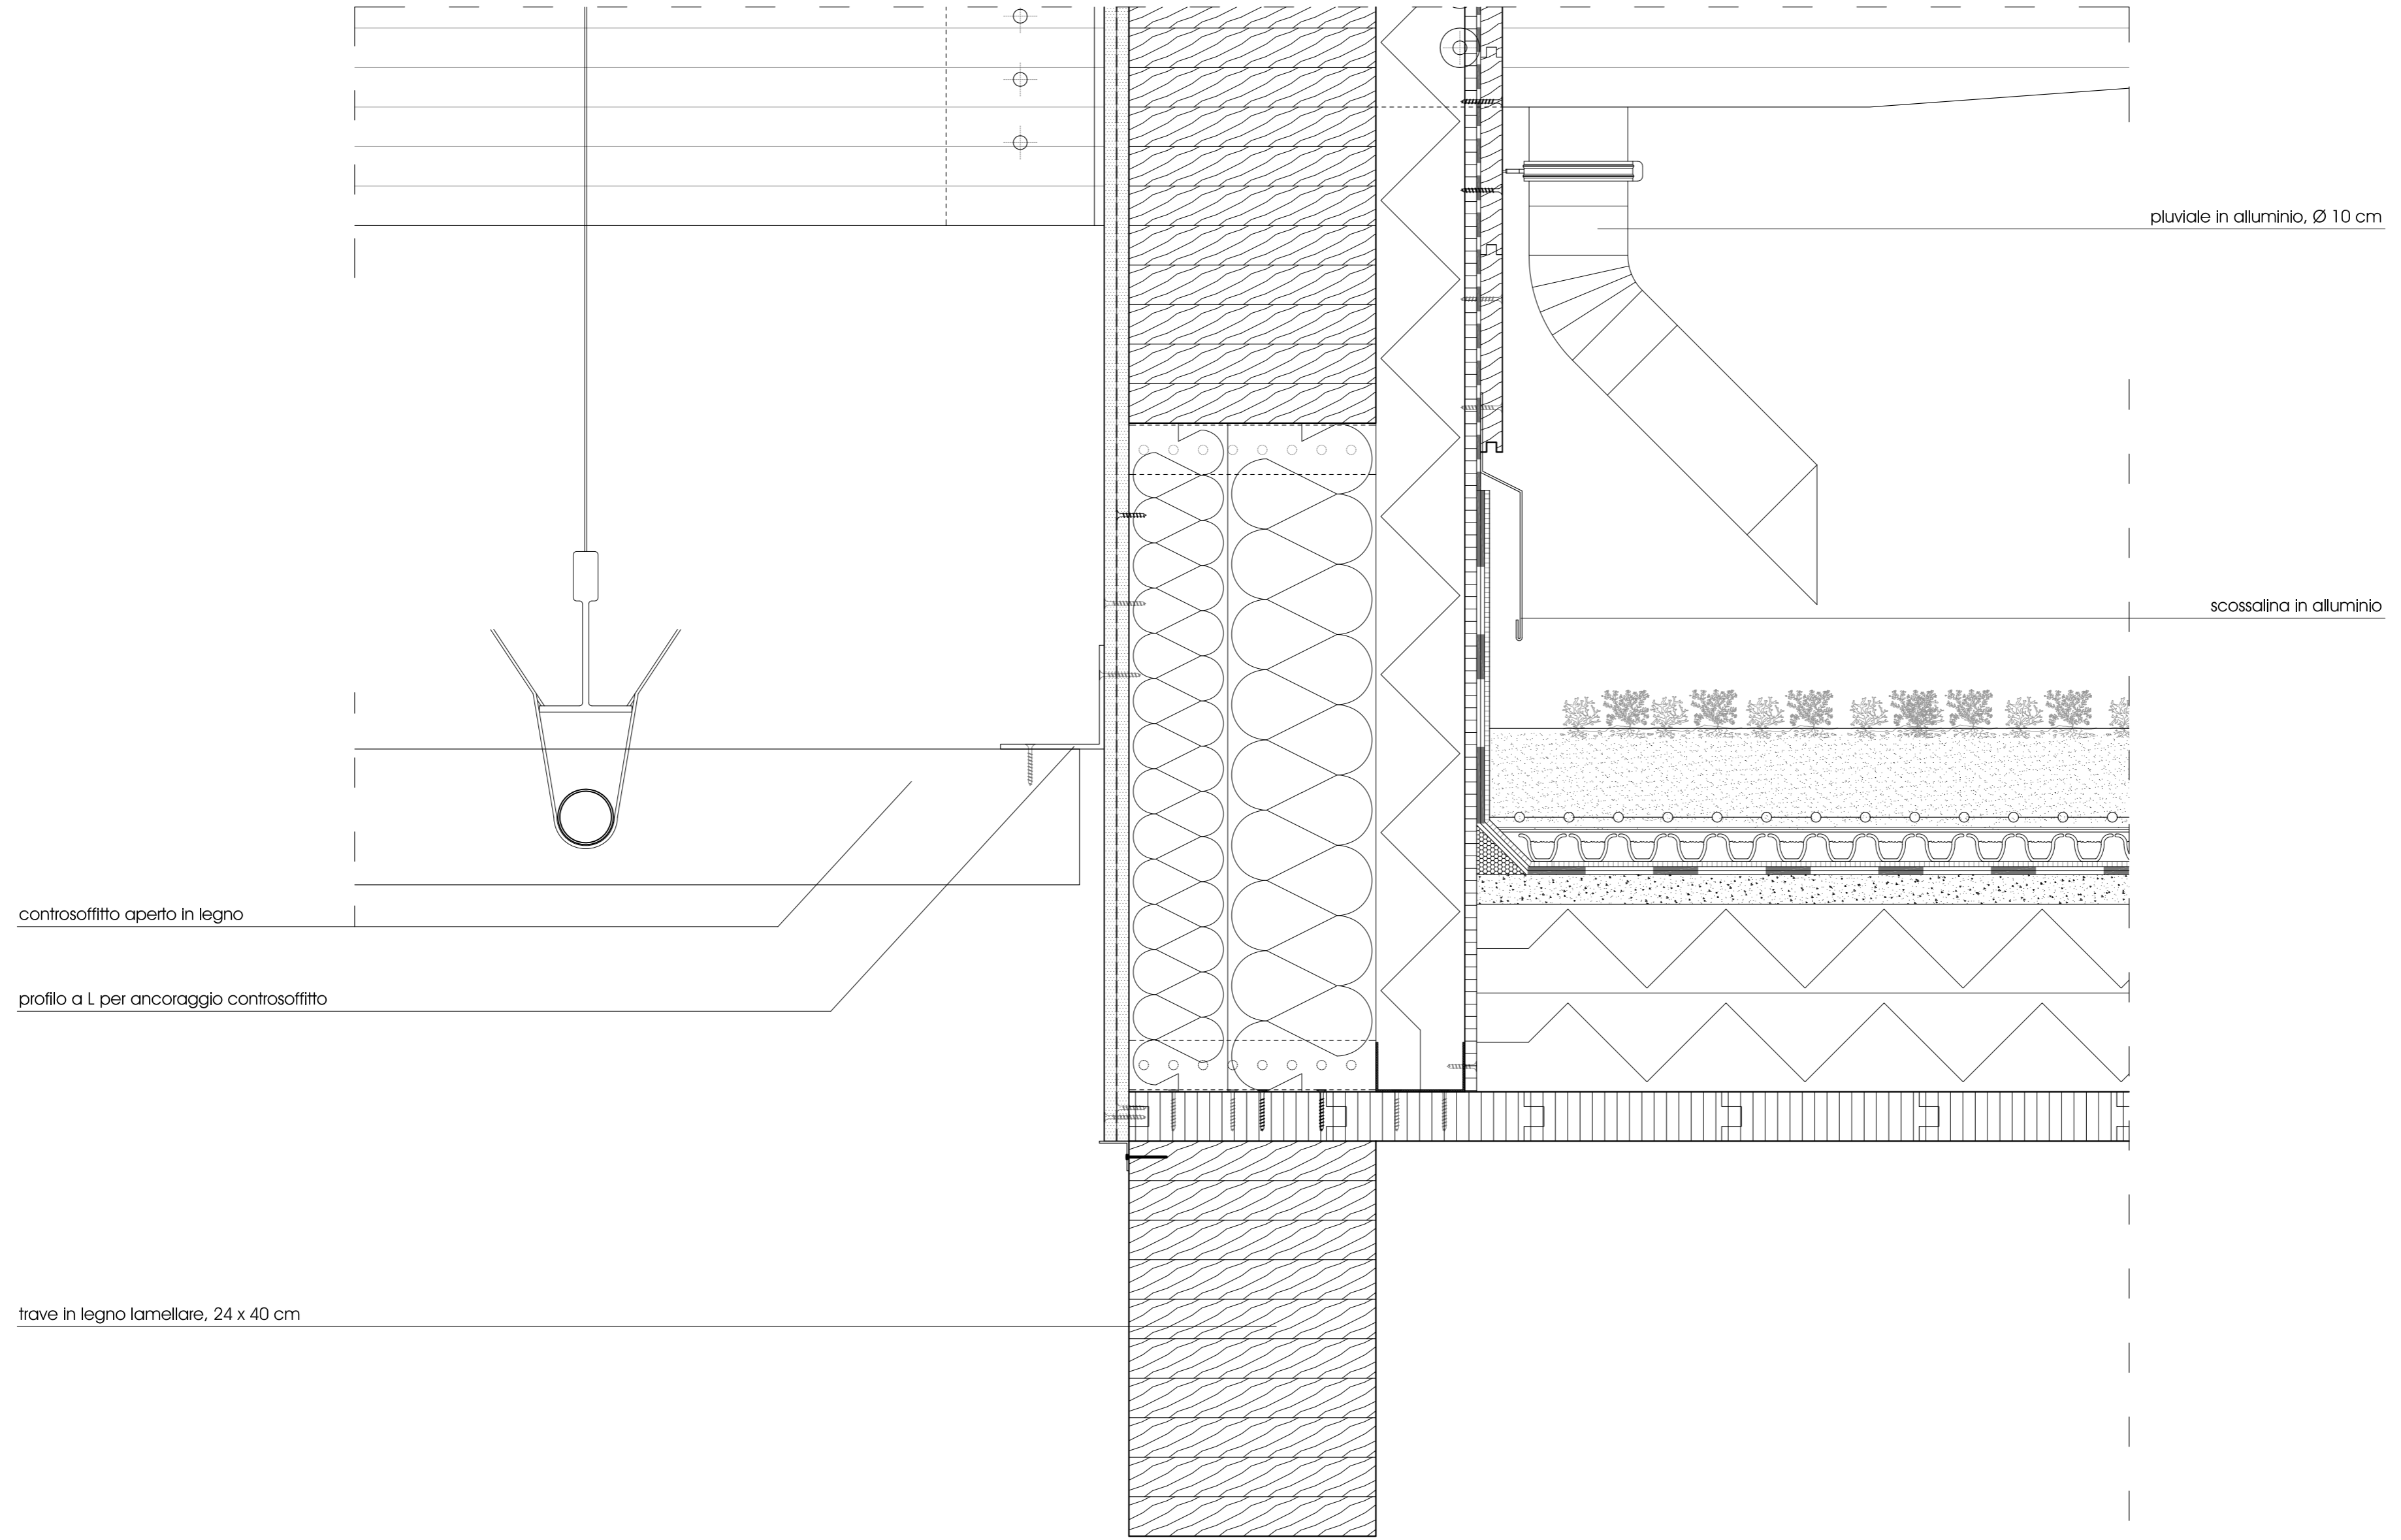 pluviale in alluminio, Ø 10 cm
scossalina in alluminio
controsoffitto aperto in legno
profilo a L per ancoraggio controsoffitto
trave in legno lamellare, 24 x 40 cm